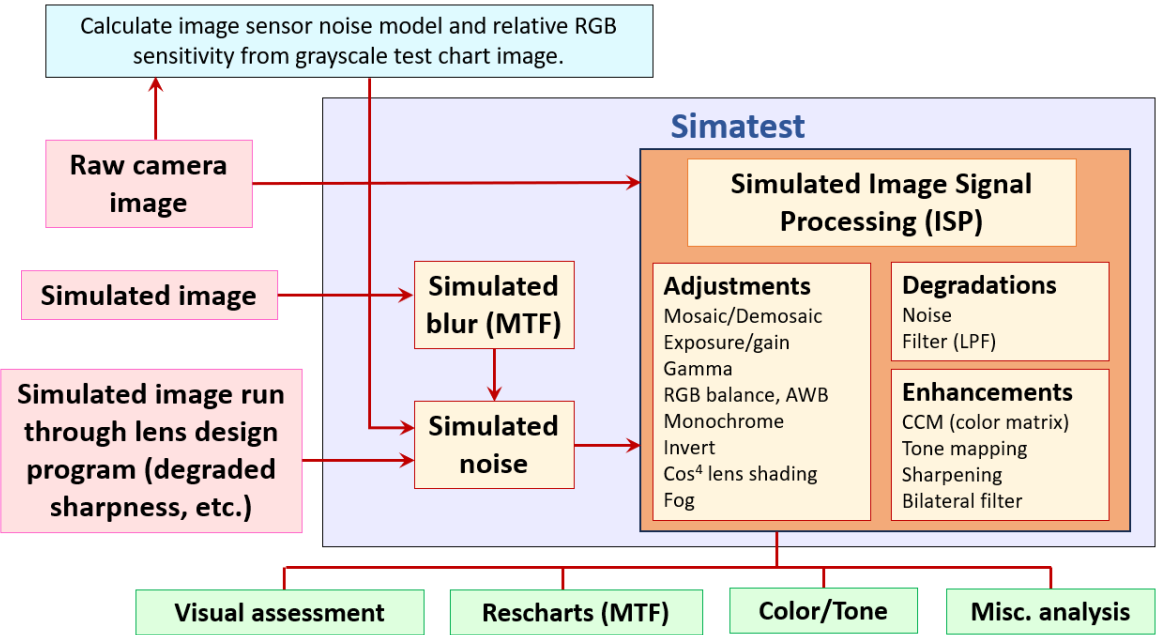 Calculate image sensor noise model and relative RGB
sensitivity from grayscale test chart image.
Simatest
Raw camera
image
Simulated Image Signal
Processing (ISP)
Simulated image
Simulated
blur (MTF)
Adjustments
Mosaic/Demosaic
Exposure/gain
Gamma
RGB balance, AWB
Monochrome
Invert
Cos⁴ lens shading
Fog
Degradations
Noise
Filter (LPF)
Simulated image run
through lens design
program (degraded
sharpness, etc.)
Simulated
noise
Enhancements
CCM (color matrix)
Tone mapping
Sharpening
Bilateral filter
Visual assessment
Rescharts (MTF)
Color/Tone
Misc. analysis